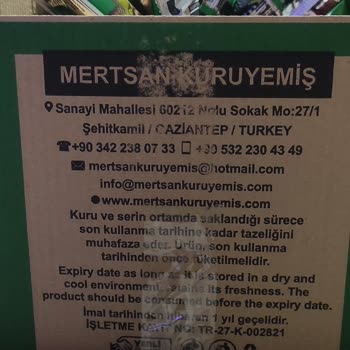 MERTSAN KURUYEMİŞ
Sanayi Mahallesi 60212 Nolu Sokak Mo:27/1
Şehitkamil / GAZİANTEP / TURKEY
+90 342 238 07 33 +90 532 230 43 49
mertsankuruyemis@hotmail.com
info@mertsankuruyemis.com
www.mertsankuruyemis.com
Kuru ve serin ortamda saklandığı sürece
son kullanma tarihine kadar tazeliğini
muhafaza eder. Ürün, son kullanma
tarihinden önce tüketilmelidir.
Expiry date as long as it is stored in a dry and
cool environment, retains its freshness. The
product should be consumed before the expiry date.
İmal tarihinden itibaren 1 yıl geçelidir.
İŞLETME KAYIT NO: TR-27-K-002821
YERLİ